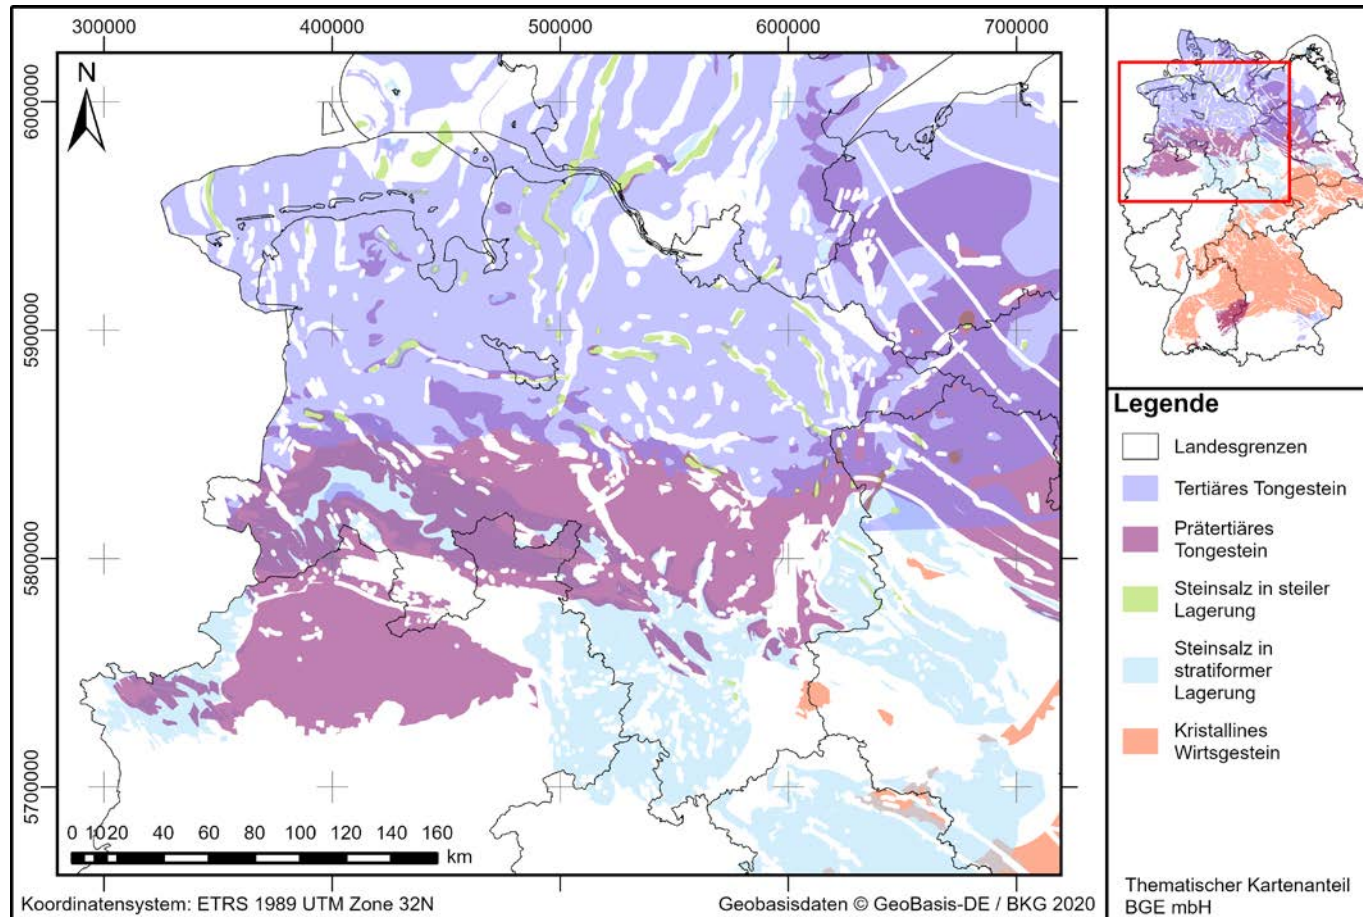 300000 400000 500000 600000 700000
N
6000000
5900000
5800000
5700000
0 1020 40 60 80 100 120 140 160
km
Koordinatensystem: ETRS 1989 UTM Zone 32N
Geobasisdaten © GeoBasis-DE / BKG 2020
Legende
Landesgrenzen
Tertiäres Tongestein
Prätertiäres
Tongestein
Steinsalz in steiler
Lagerung
Steinsalz in
stratiformer
Lagerung
Kristallines
Wirtsgestein
Thematischer Kartenanteil
BGE mbH